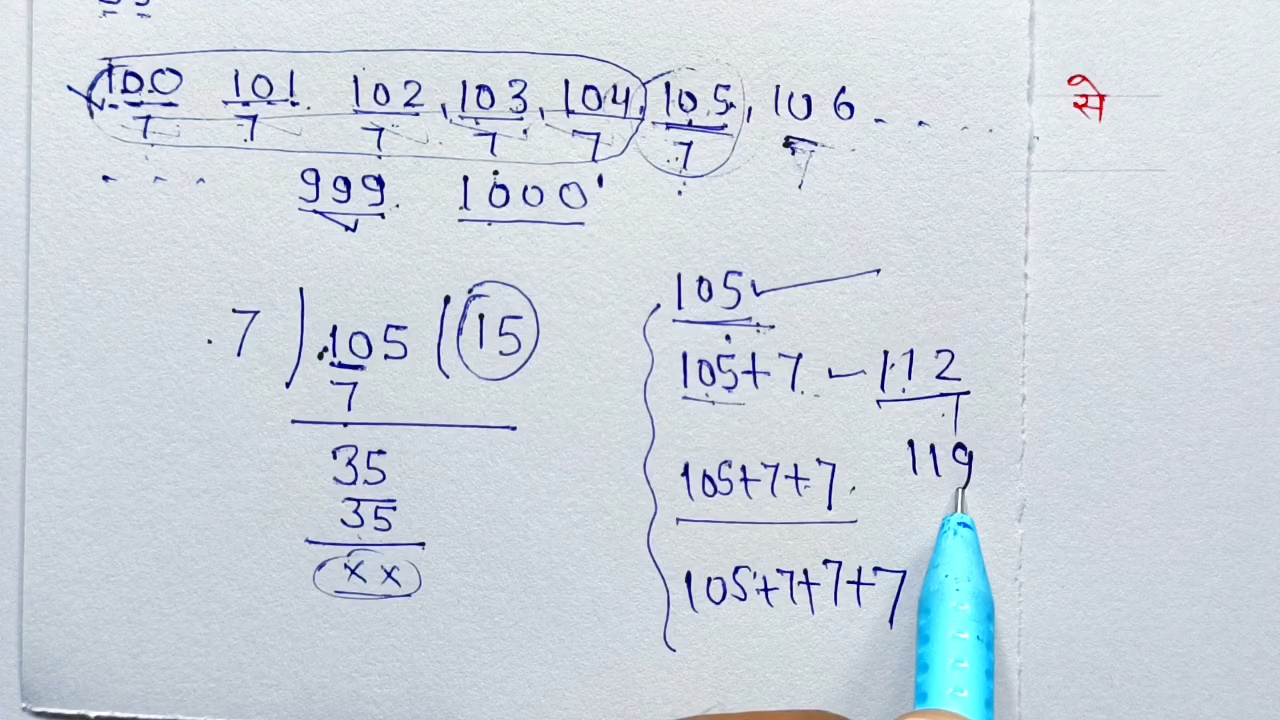 100 101 102, 103, 104, 105, 106 . . . .
7 7 7 7 7 7 7
. . . 999 1000
से
7 ) 105 ( 15
7
35
35
x x
105
105+7 – 112
105+7+7 119
105+7+7+7